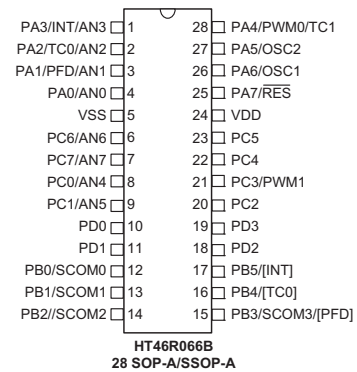 PA3/INT/AN3 1 28 PA4/PWM0/TC1
PA2/TC0/AN2 2 27 PA5/OSC2
PA1/PFD/AN1 3 26 PA6/OSC1
PA0/AN0 4 25 PA7/RES
VSS 5 24 VDD
PC6/AN6 6 23 PC5
PC7/AN7 7 22 PC4
PC0/AN4 8 21 PC3/PWM1
PC1/AN5 9 20 PC2
PD0 10 19 PD3
PD1 11 18 PD2
PB0/SCOM0 12 17 PB5/[INT]
PB1/SCOM1 13 16 PB4/[TC0]
PB2//SCOM2 14 15 PB3/SCOM3/[PFD]
HT46R066B
28 SOP-A/SSOP-A